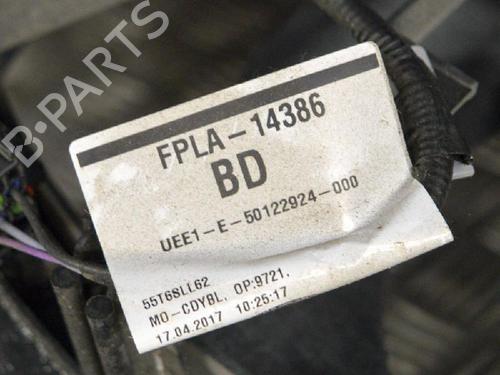 B-PARTS
FPLA-14386
BD
UEE1-E-50122924-000
55T6SLL62
MO-CDYBL, OP:9721,
17.04.2017 10:25:17